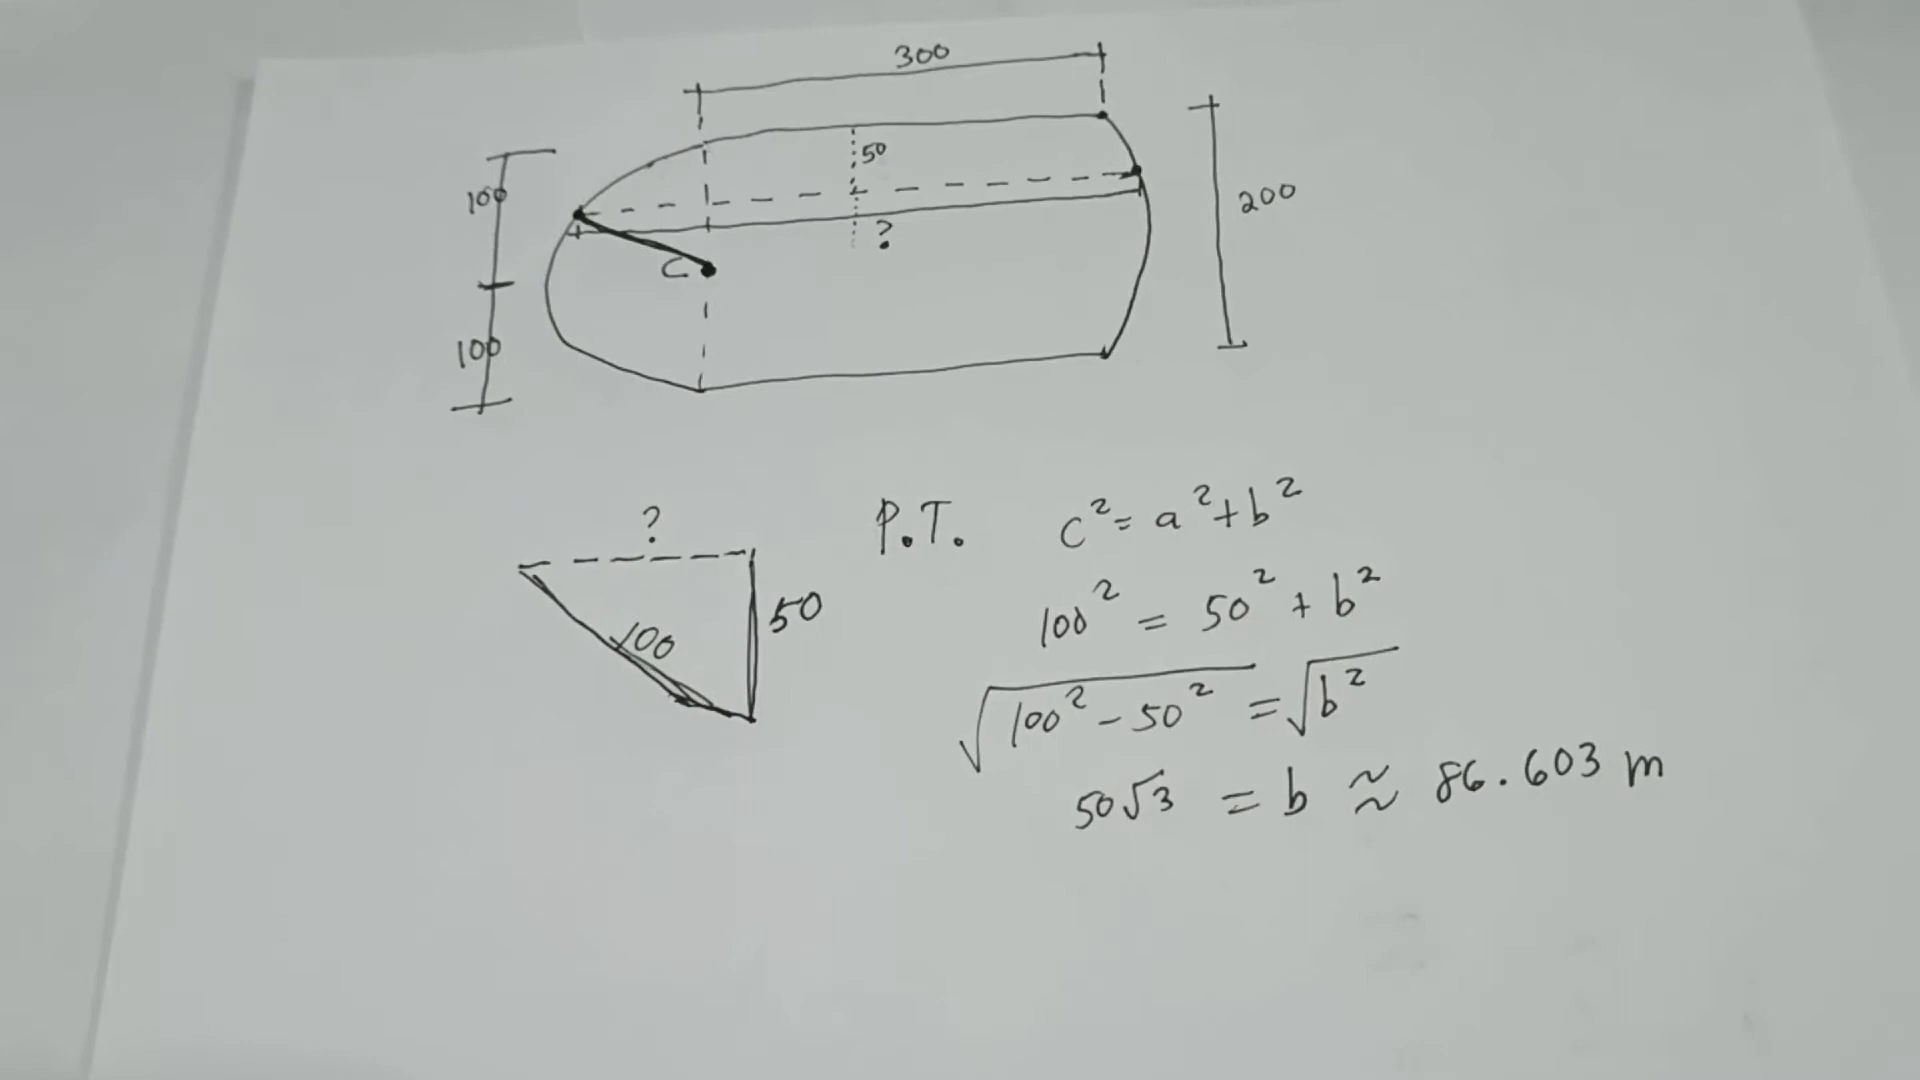 300
50
100
200
?
C
100
?
P.T. c² = a² + b²
50
100
100² = 50² + b²
√100² - 50² = √b²
50√3 = b ≈ 86.603 m